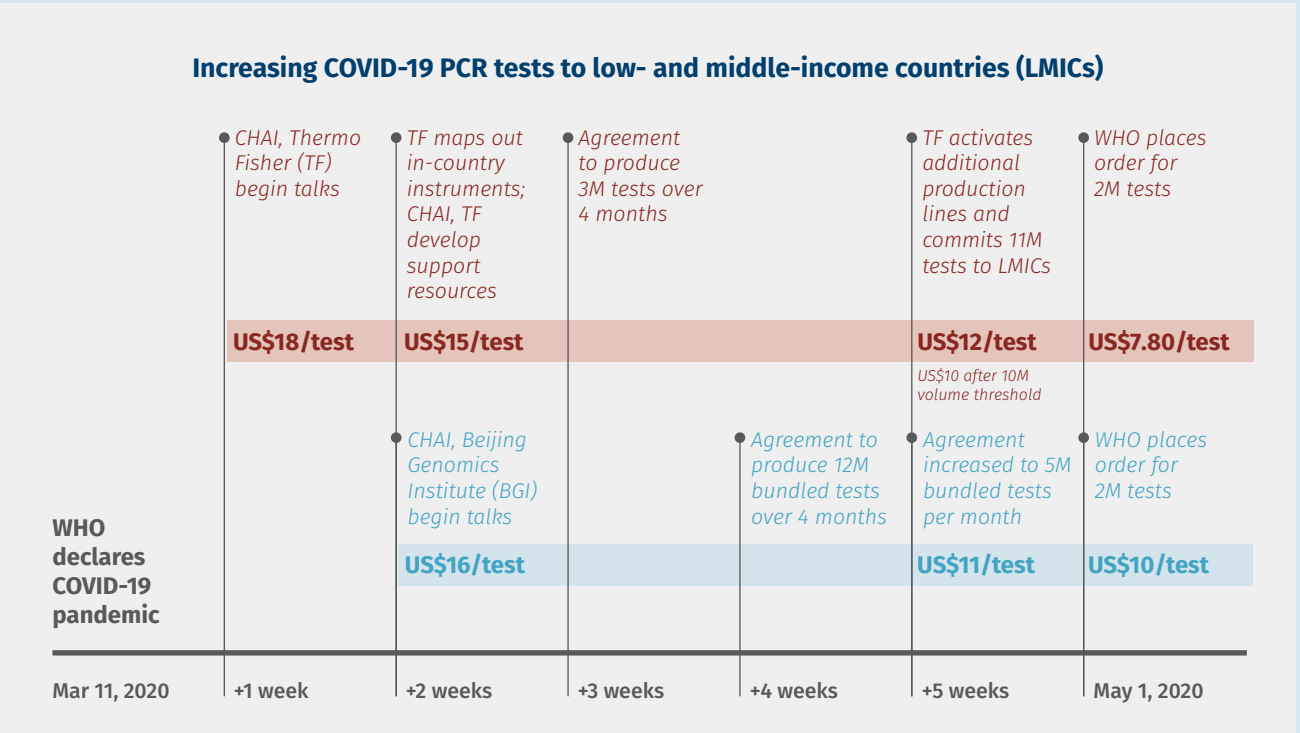 Increasing COVID-19 PCR tests to low- and middle-income countries (LMICs)
CHAI, Thermo
Fisher (TF)
begin talks
TF maps out
in-country
instruments;
CHAI, TF
develop
support
resources
Agreement
to produce
3M tests over
4 months
TF activates
additional
production
lines and
commits 11M
tests to LMICs
WHO places
order for
2M tests
US$18/test
US$15/test
US$12/test
US$7.80/test
US$10 after 10M
volume threshold
CHAI, Beijing
Genomics
Institute (BGI)
begin talks
Agreement to
produce 12M
bundled tests
over 4 months
Agreement
increased to 5M
bundled tests
per month
WHO places
order for
2M tests
US$16/test
US$11/test
US$10/test
WHO
declares
COVID-19
pandemic
Mar 11, 2020
+1 week
+2 weeks
+3 weeks
+4 weeks
+5 weeks
May 1, 2020